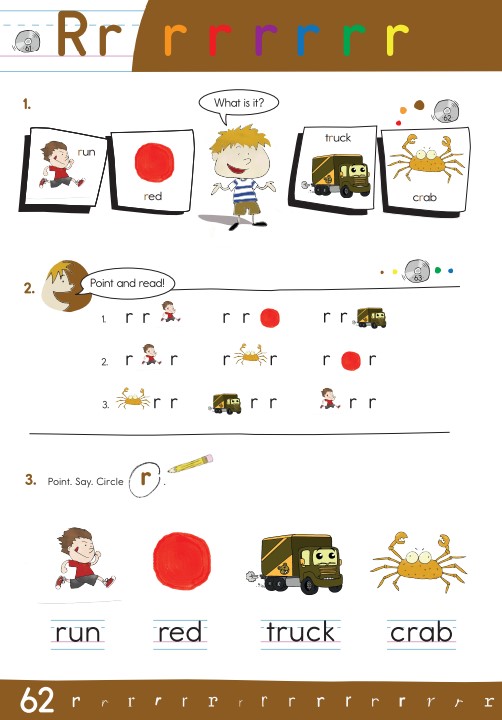 Rr r r r r r r
61
1.
What is it?
62
run
red
truck
crab
2.
Point and read!
63
1. r r r r r r
2. r r r r r r
3. r r r r r r
3. Point. Say. Circle r .
run red truck crab
62 r r r r r r r r r r r r r r r r